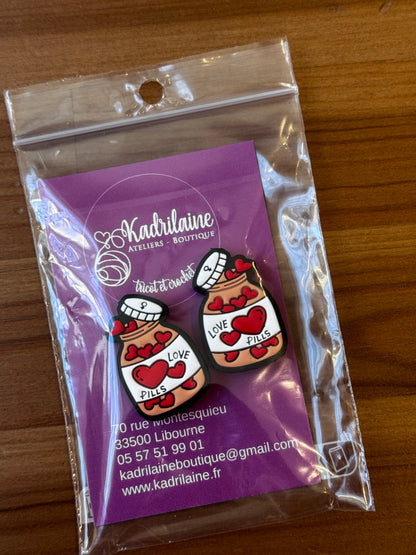 Kadrilaine
ATELIERS - BOUTIQUE
tricot et crochet
LOVE
PILLS
LOVE
PILLS
70 rue Montesquieu
33500 Libourne
05 57 51 99 01
kadrilaineboutique@gmail.com
www.kadrilaine.fr